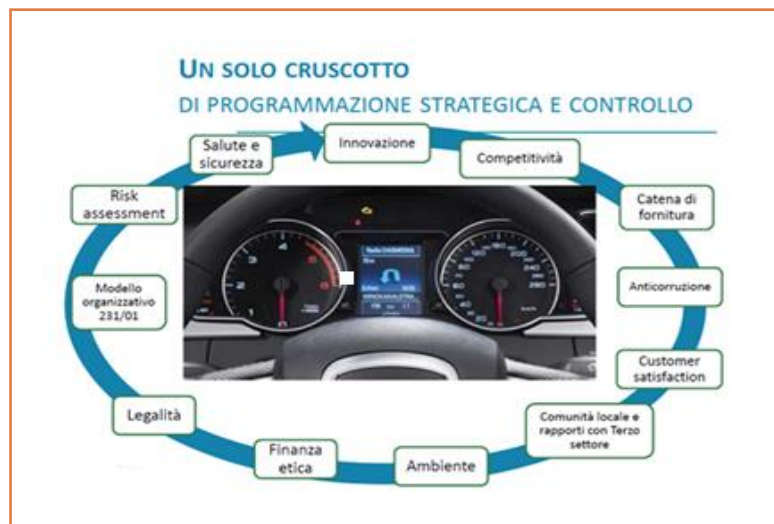 UN SOLO CRUSCOTTO
DI PROGRAMMAZIONE STRATEGICA E CONTROLLO
Innovazione
Competitività
Catena di
fornitura
Anticorruzione
Customer
satisfaction
Comunità locale e
rapporti con Terzo
settore
Ambiente
Finanza
etica
Legalità
Modello
organizzativo
231/01
Risk
assessment
Salute e
sicurezza